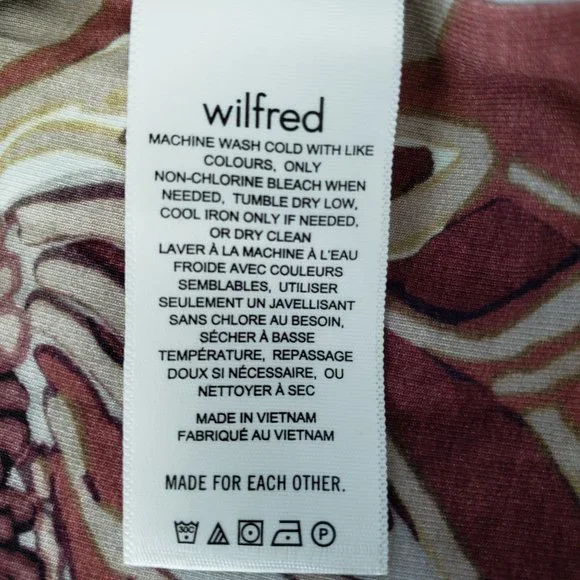 wilfred
MACHINE WASH COLD WITH LIKE
COLOURS, ONLY
NON-CHLORINE BLEACH WHEN
NEEDED, TUMBLE DRY LOW,
COOL IRON ONLY IF NEEDED,
OR DRY CLEAN
LAVER À LA MACHINE À L'EAU
FROIDE AVEC COULEURS
SEMBLABLES, UTILISER
SEULEMENT UN JAVELLISANT
SANS CHLORE AU BESOIN,
SÉCHER À BASSE
TEMPÉRATURE, REPASSAGE
DOUX SI NÉCESSAIRE, OU
NETTOYER À SEC
MADE IN VIETNAM
FABRIQUÉ AU VIETNAM
MADE FOR EACH OTHER.
30C P